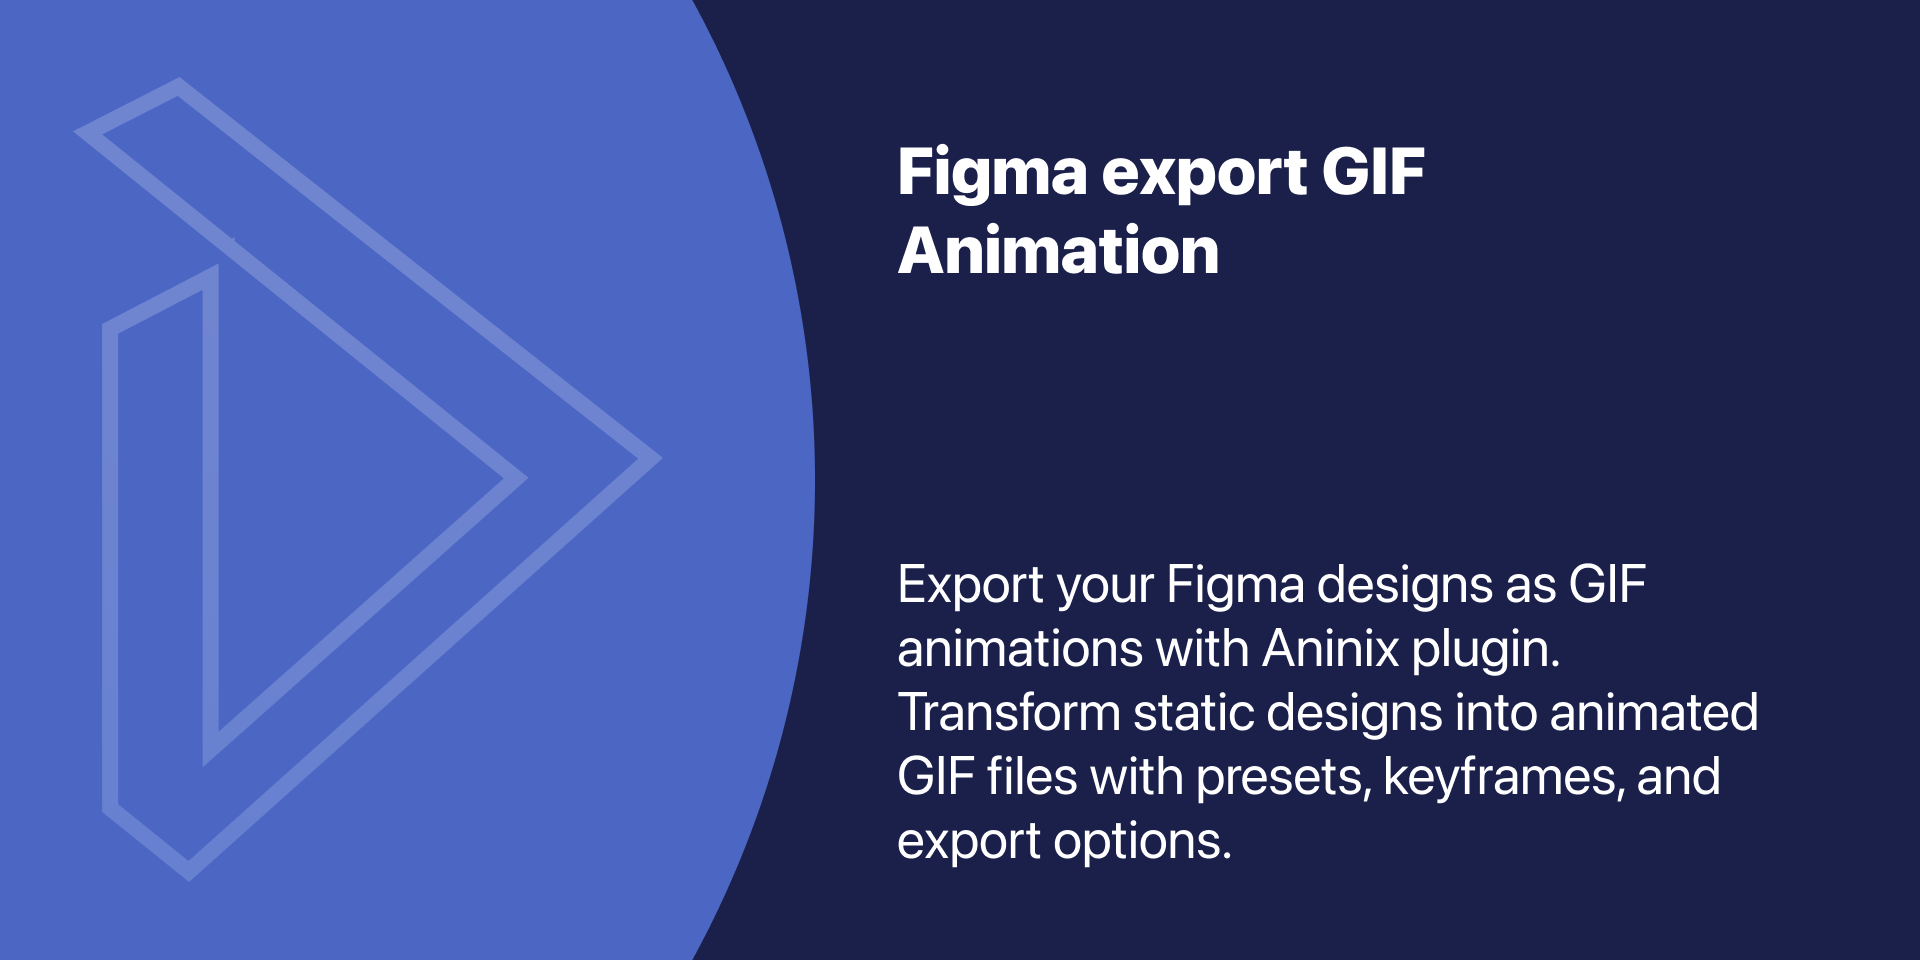 Figma export GIF
Animation
Export your Figma designs as GIF
animations with Aninix plugin.
Transform static designs into animated
GIF files with presets, keyframes, and
export options.